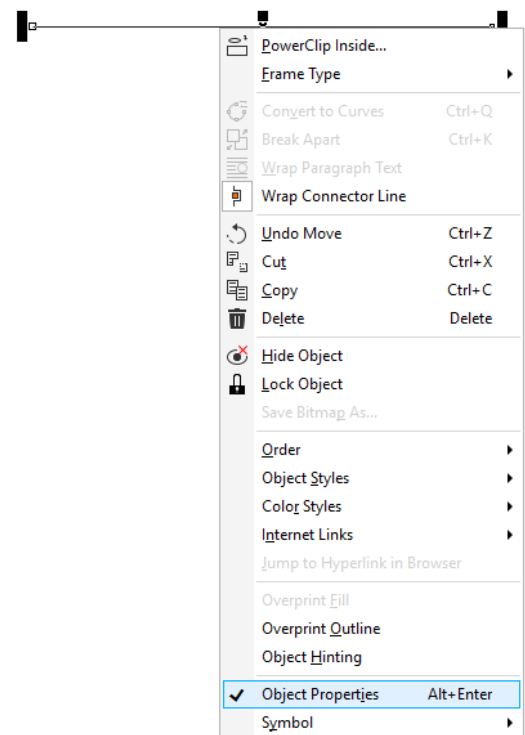 PowerClip Inside...
Frame Type
Convert to Curves Ctrl+Q
Break Apart Ctrl+K
Wrap Paragraph Text
Wrap Connector Line
Undo Move Ctrl+Z
Cut Ctrl+X
Copy Ctrl+C
Delete Delete
Hide Object
Lock Object
Save Bitmap As...
Order
Object Styles
Color Styles
Internet Links
Jump to Hyperlink in Browser
Overprint Fill
Overprint Outline
Object Hinting
Object Properties Alt+Enter
Symbol